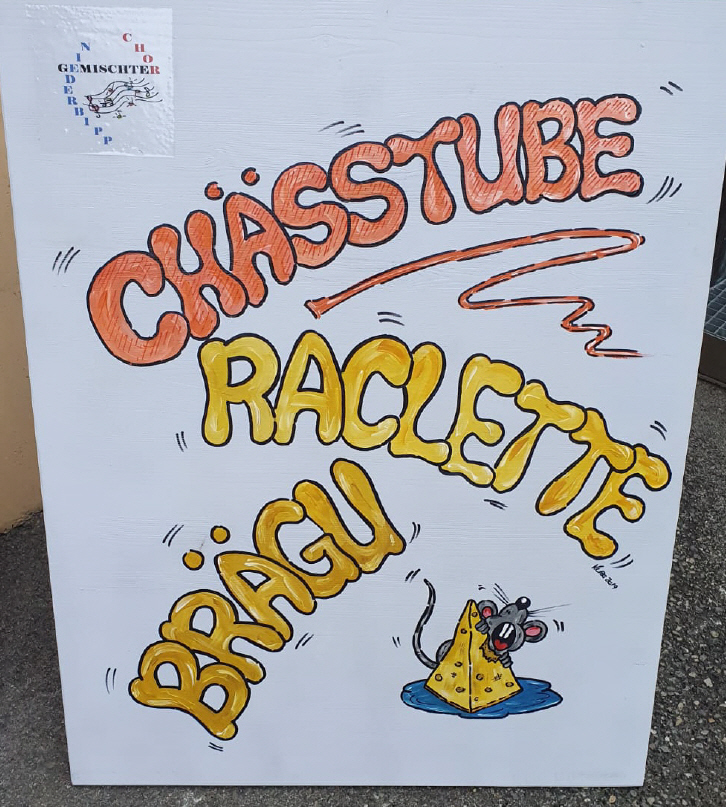 CHOR
GEMISCHTER
NIEDERBIPP
CHÄSSTUBE
RACLETTE
BRÄGU